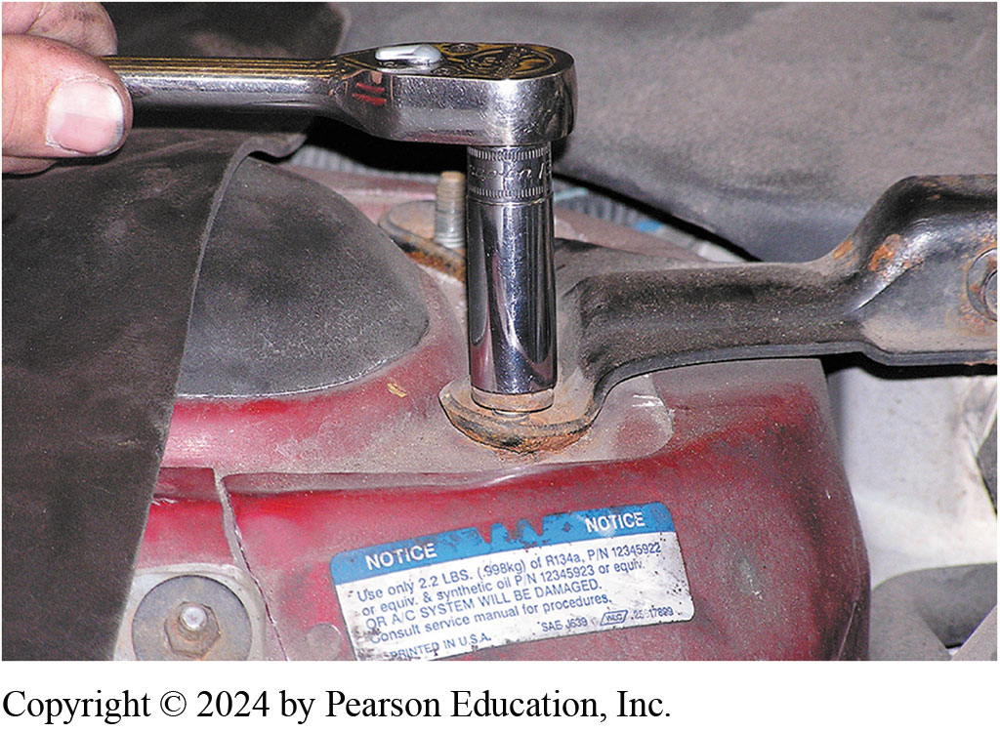 NOTICE NOTICE
Use only 2.2 LBS. (.998kg) of R134a, P/N 12345922
or equiv. & synthetic oil P/N 12345923 or equiv.
OR A/C SYSTEM WILL BE DAMAGED.
Consult service manual for procedures.
PRINTED IN U.S.A. SAE J639
Copyright © 2024 by Pearson Education, Inc.